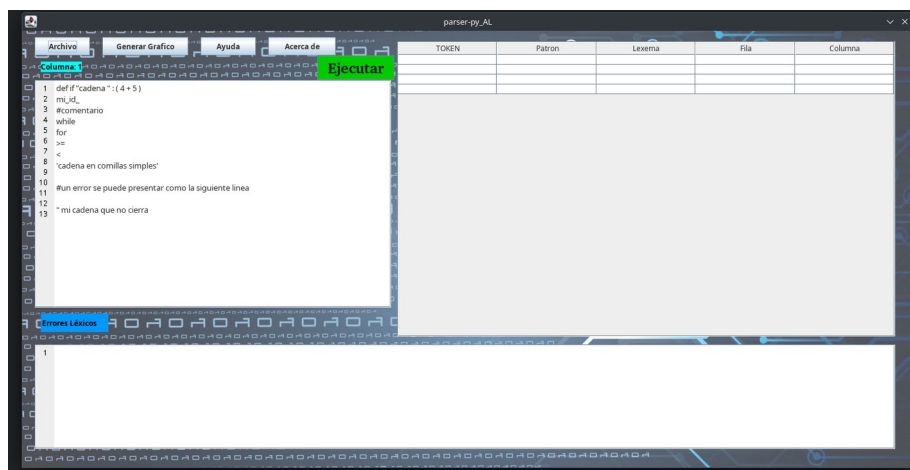 parser-py_AL
Archivo Generar Grafico Ayuda Acerca de
TOKEN Patron Lexema Fila Columna
Columna: 1
Ejecutar
1 def if "cadena " : ( 4 + 5 )
2 mi_id_
3 #comentario
4 while
5 for
6 >=
7 <
8 'cadena en comillas simples'
9
10
11 #un error se puede presentar como la siguiente linea
12
13 " mi cadena que no cierra
Errores Léxicos
1